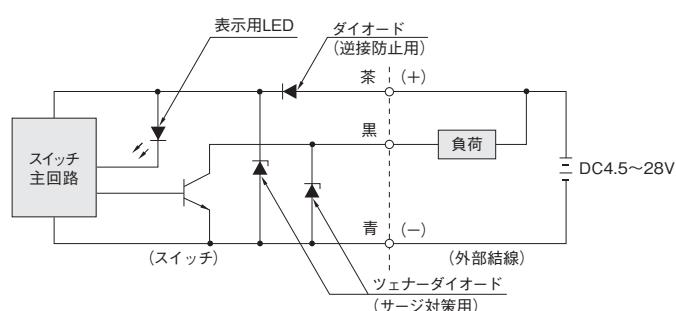 表示用LED
ダイオード
(逆接防止用)
茶 (+)
黒
負荷
スイッチ
主回路
DC4.5～28V
青 (−)
(スイッチ)
(外部結線)
ツェナーダイオード
(サージ対策用)